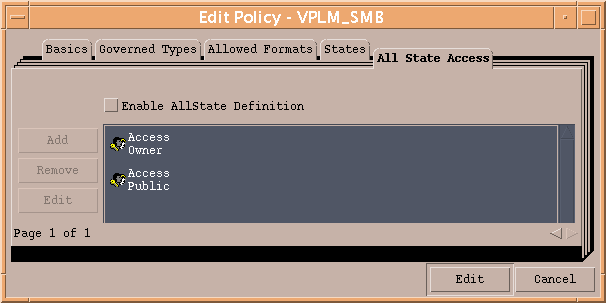 Edit Policy - VPLM_SMB
Basics Governed Types Allowed Formats States All State Access
Enable AllState Definition
Add
Remove
Edit
Access
Owner
Access
Public
Page 1 of 1
Edit Cancel